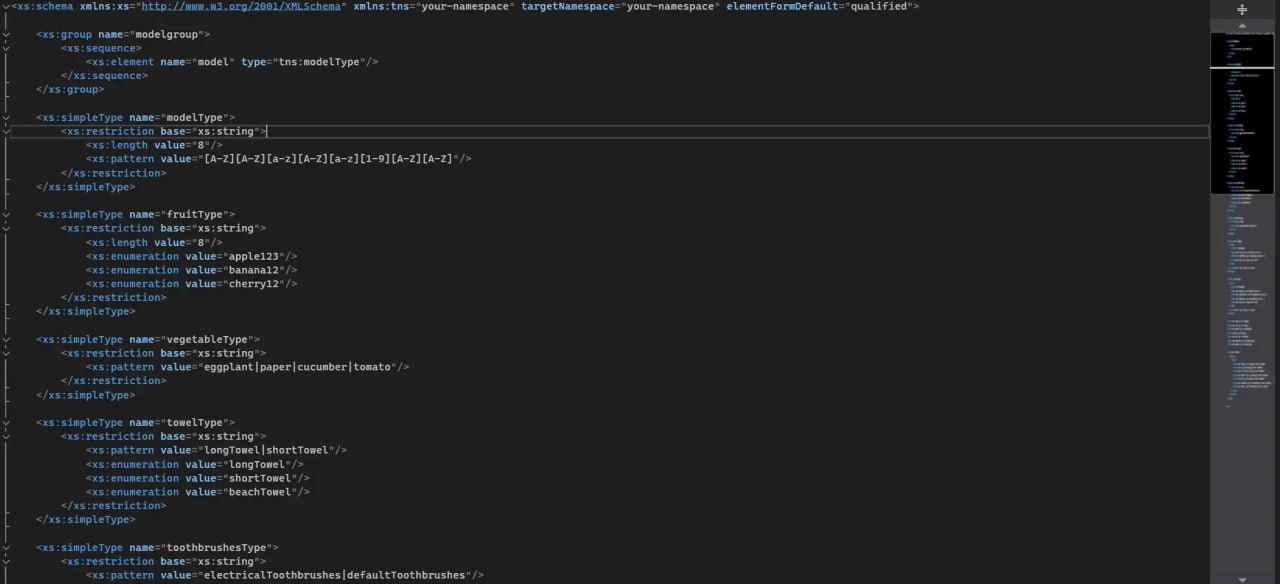 <xs:schema xmlns:xs="http://www.w3.org/2001/XMLSchema" xmlns:tns="your-namespace" targetNamespace="your-namespace" elementFormDefault="qualified">
<xs:group name="modelgroup">
<xs:sequence>
<xs:element name="model" type="tns:modelType"/>
</xs:sequence>
</xs:group>
<xs:simpleType name="modelType">
<xs:restriction base="xs:string">
<xs:length value="8"/>
<xs:pattern value="[A-Z][A-Z][a-z][A-Z][a-z][1-9][A-Z][A-Z]"/>
</xs:restriction>
</xs:simpleType>
<xs:simpleType name="fruitType">
<xs:restriction base="xs:string">
<xs:length value="8"/>
<xs:enumeration value="apple123"/>
<xs:enumeration value="banana12"/>
<xs:enumeration value="cherry12"/>
</xs:restriction>
</xs:simpleType>
<xs:simpleType name="vegetableType">
<xs:restriction base="xs:string">
<xs:pattern value="eggplant|paper|cucumber|tomato"/>
</xs:restriction>
</xs:simpleType>
<xs:simpleType name="towelType">
<xs:restriction base="xs:string">
<xs:pattern value="longTowel|shortTowel"/>
<xs:enumeration value="longTowel"/>
<xs:enumeration value="shortTowel"/>
<xs:enumeration value="beachTowel"/>
</xs:restriction>
</xs:simpleType>
<xs:simpleType name="toothbrushesType">
<xs:restriction base="xs:string">
<xs:pattern value="electricalToothbrushes|defaultToothbrushes"/>